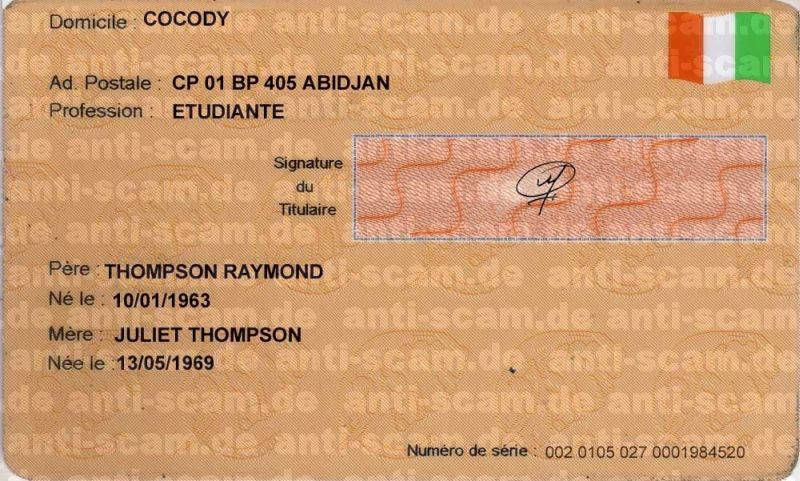 Domicile : COCODY
Ad. Postale : CP 01 BP 405 ABIDJAN
Profession : ETUDIANTE
Signature
du
Titulaire
Père : THOMPSON RAYMOND
Né le : 10/01/1963
Mère : JULIET THOMPSON
Née le : 13/05/1969
Numéro de série : 002 0105 027 0001984520
anti-scam.de